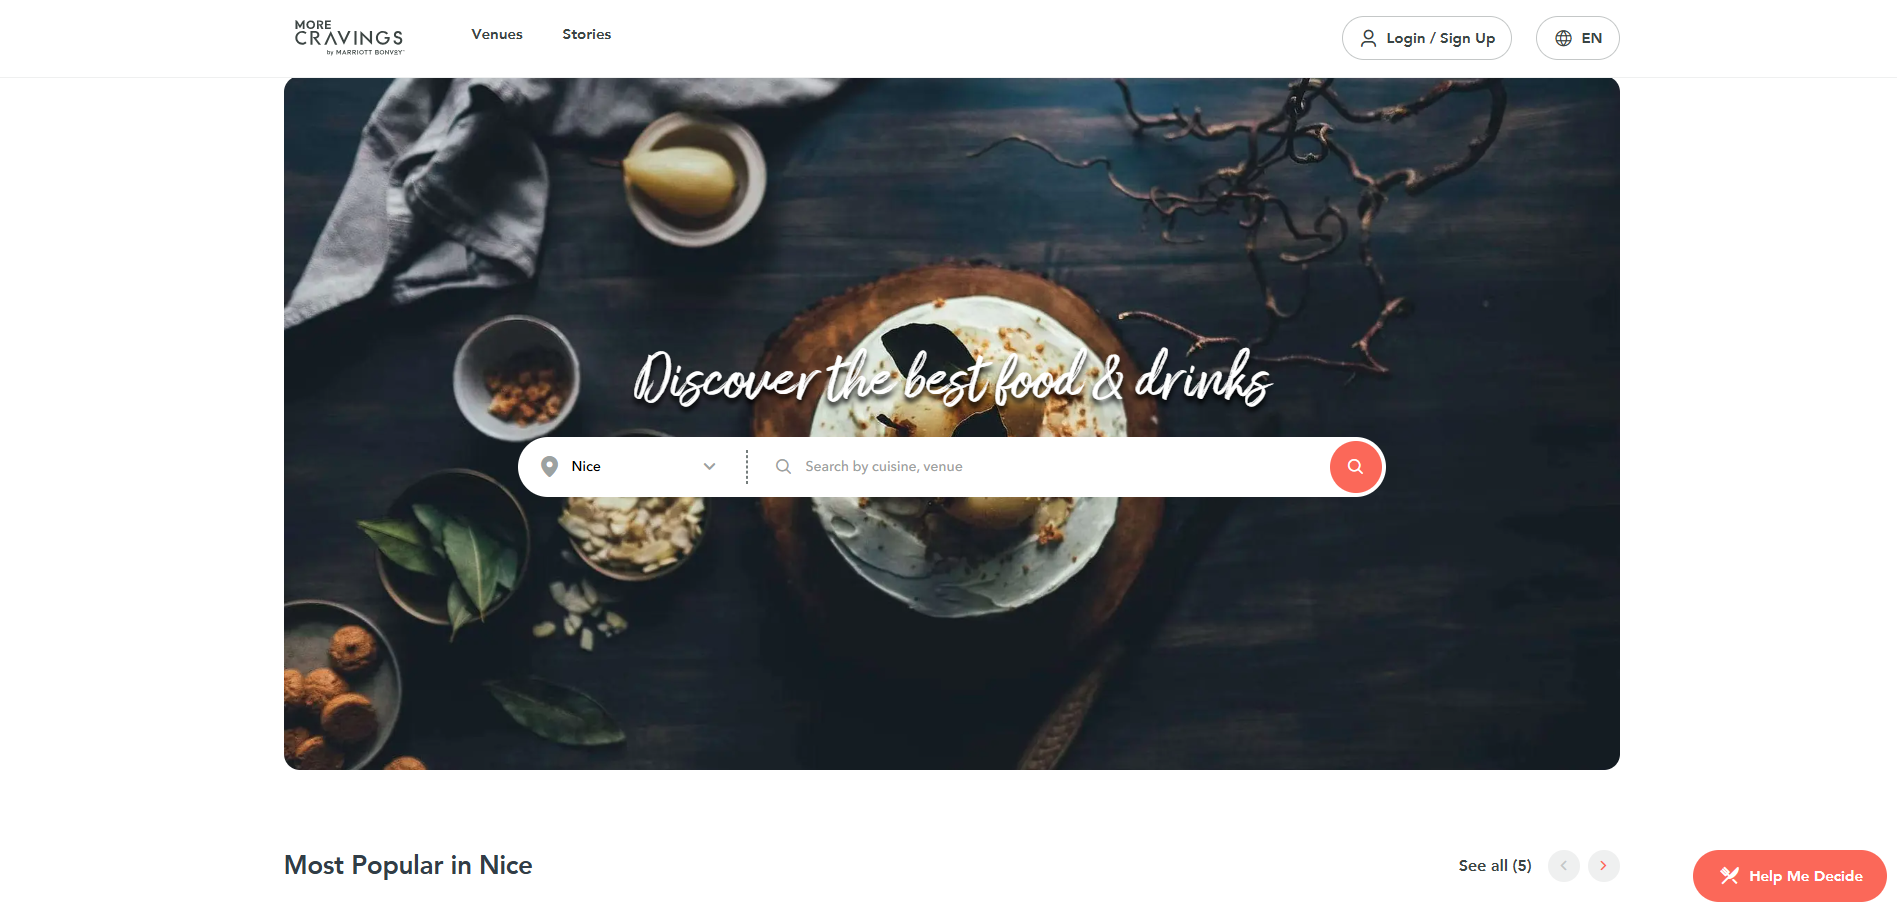 MORE
CRAVINGS
by MARRIOTT BONVOY
Venues
Stories
Login / Sign Up
EN
Discover the best food & drinks
Nice
Search by cuisine, venue
Most Popular in Nice
See all (5)
Help Me Decide